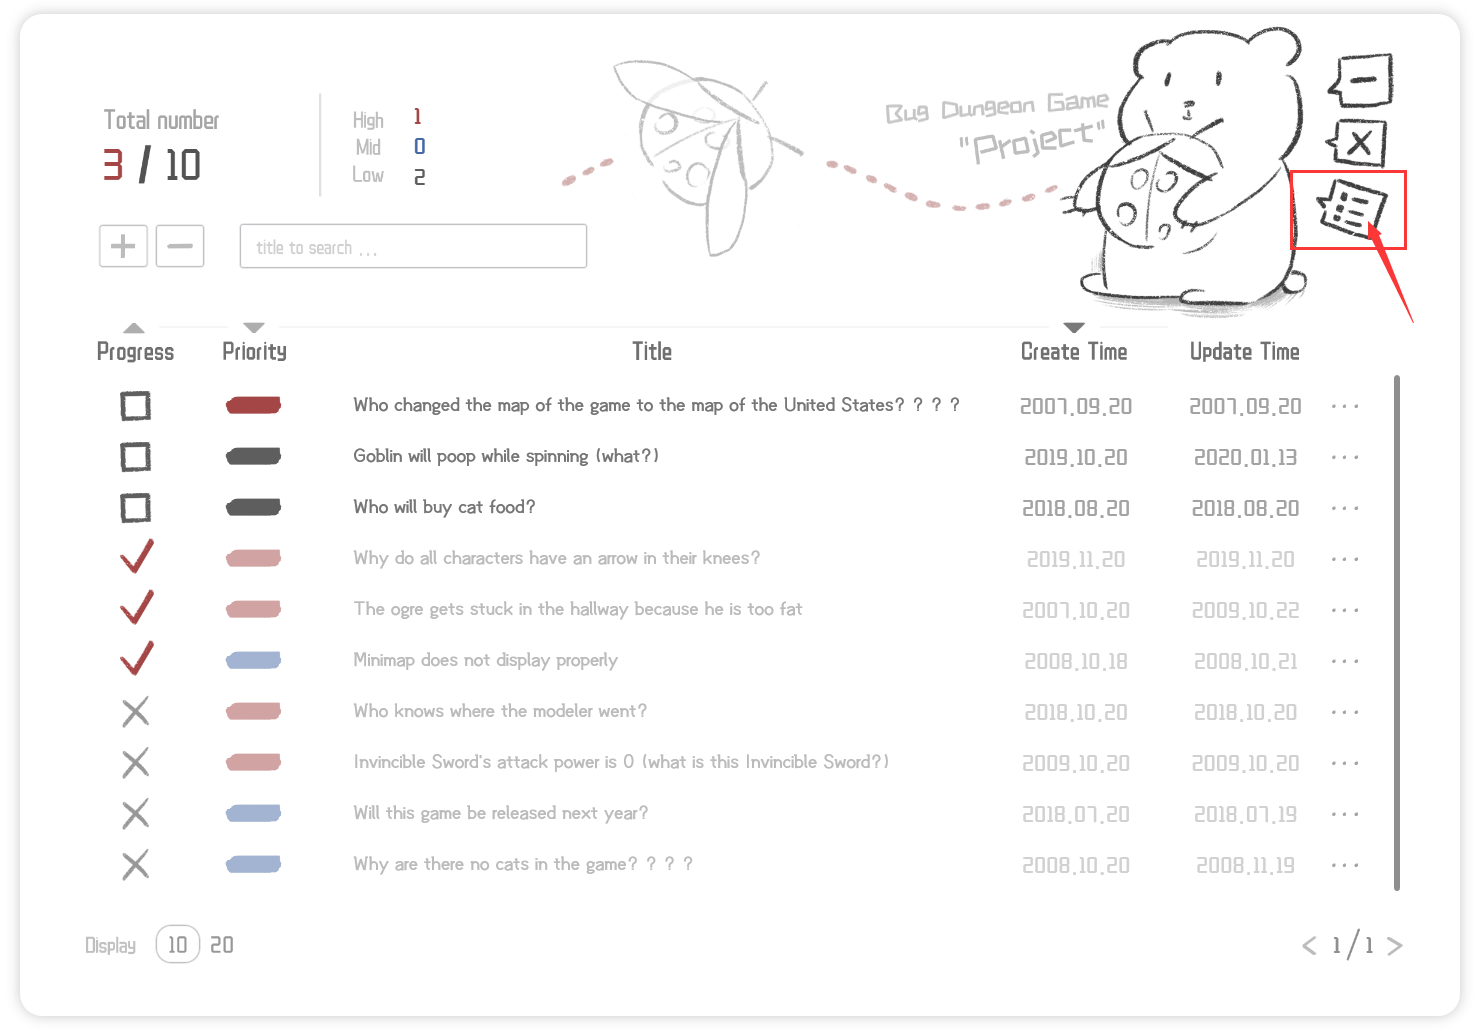 Total number
3 / 10
High 1
Mid 0
Low 2
Bug Dungeon Game
"Project"
title to search ...
Progress Priority Title Create Time Update Time
Who changed the map of the game to the map of the United States? ? ? ? 2007.09.20 2007.09.20 ...
Goblin will poop while spinning (what?) 2019.10.20 2020.01.13 ...
Who will buy cat food? 2018.08.20 2018.08.20 ...
Why do all characters have an arrow in their knees? 2019.11.20 2019.11.20 ...
The ogre gets stuck in the hallway because he is too fat 2007.10.20 2009.10.22 ...
Minimap does not display properly 2008.10.18 2008.10.21 ...
Who knows where the modeler went? 2018.10.20 2018.10.20 ...
Invincible Sword's attack power is 0 (what is this Invincible Sword?) 2009.10.20 2009.10.20 ...
Will this game be released next year? 2018.07.20 2018.07.19 ...
Why are there no cats in the game? ? ? ? 2008.10.20 2008.11.19 ...
Display 10 20
< 1/1 >